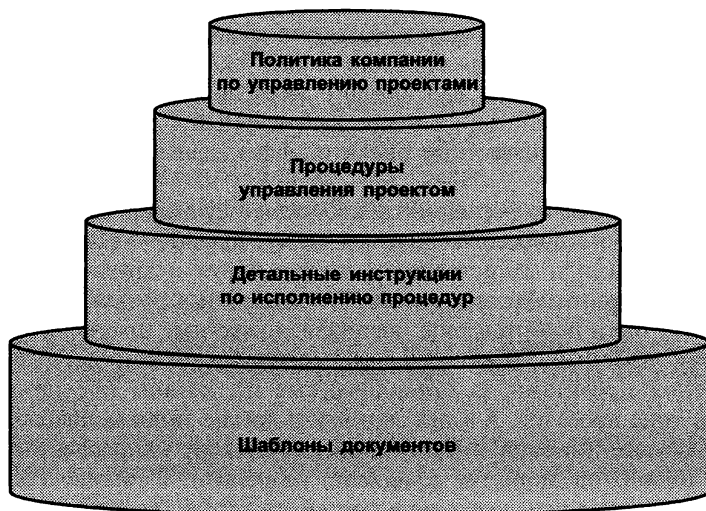 Политика компании
по управлению проектами
Процедуры
управления проектом
Детальные инструкции
по исполнению процедур
Шаблоны документов